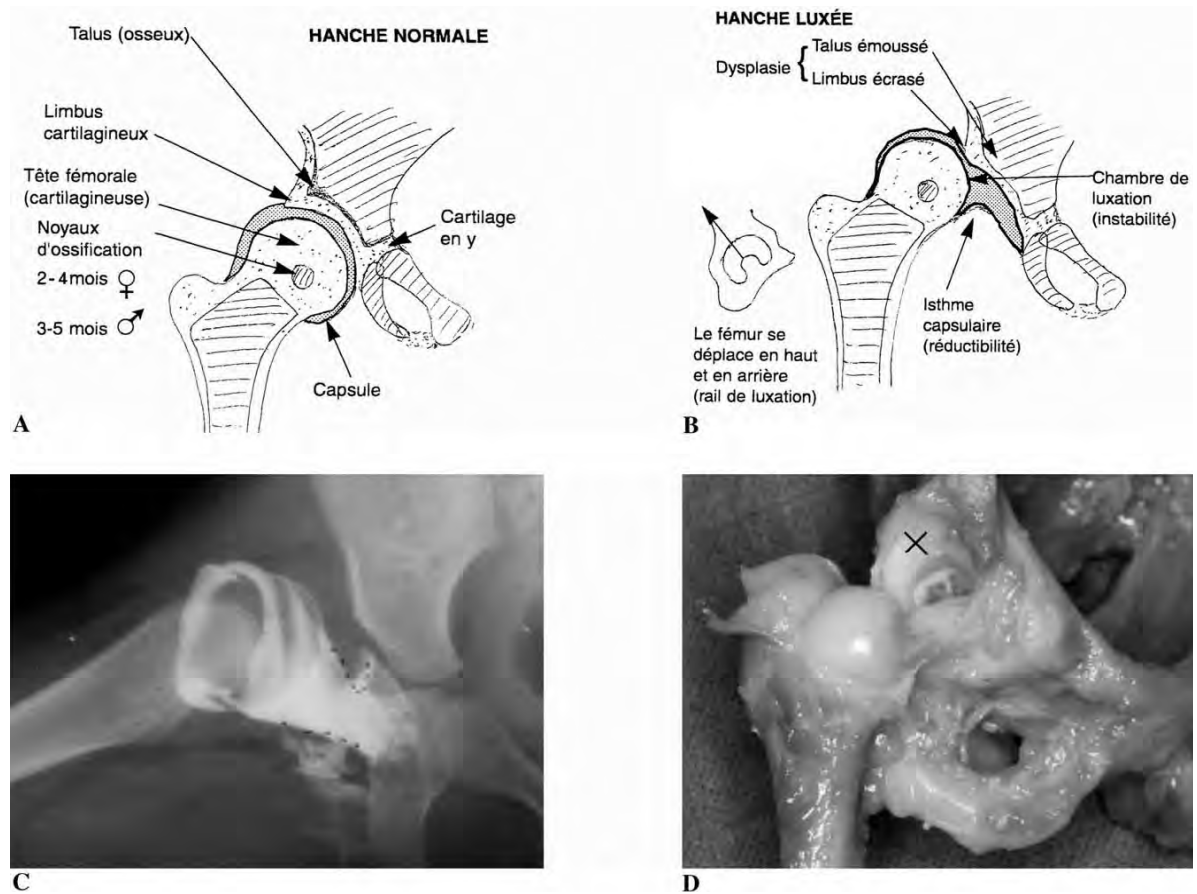 Talus (osseux)
HANCHE NORMALE
Limbus
cartilagineux
Tête fémorale
(cartilagineuse)
Noyaux
d'ossification
2-4mois ♀
3-5 mois ♂
Cartilage
en y
Capsule
A
HANCHE LUXÉE
Dysplasie
Talus émoussé
Limbus écrasé
Chambre de
luxation
(instabilité)
Isthme
capsulaire
(réductibilité)
Le fémur se
déplace en haut
et en arrière
(rail de luxation)
B
C
D